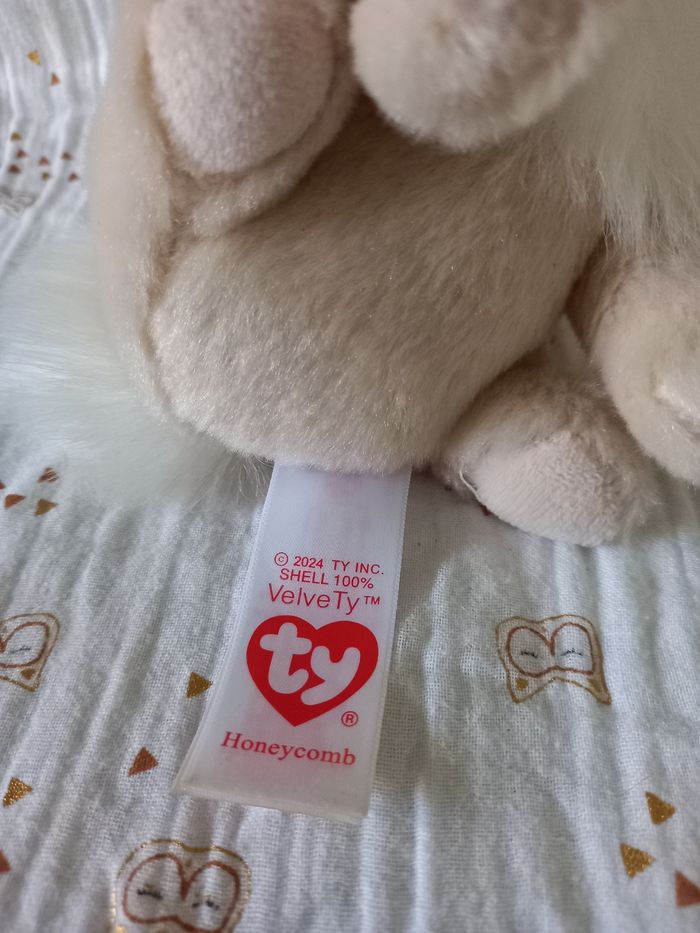 © 2024 TY INC.
SHELL 100%
VelveTy™
ty
®
Honeycomb